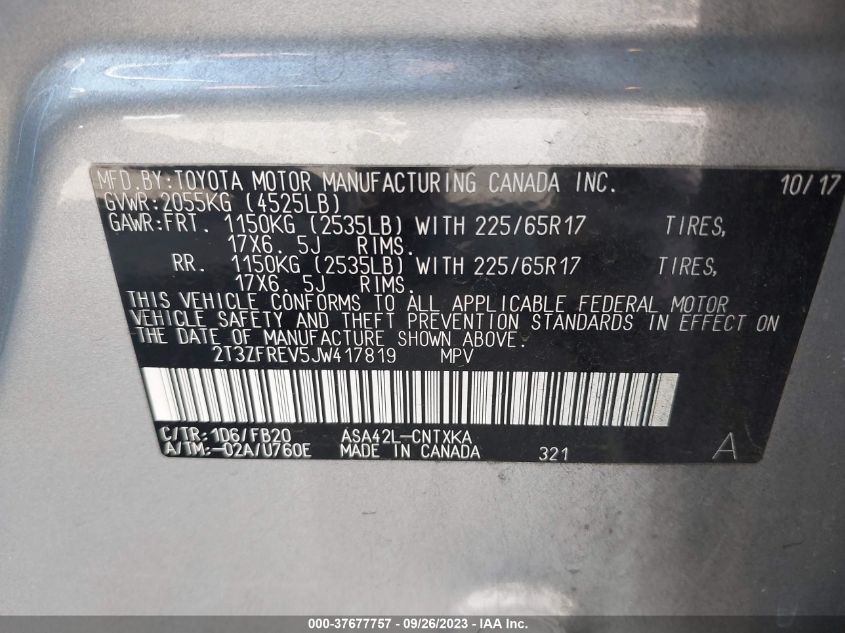 MFD.BY:TOYOTA MOTOR MANUFACTURING CANADA INC. 10/17
GVWR:2055KG (4525LB)
GAWR:FRT. 1150KG (2535LB) WITH 225/65R17 TIRES,
17X6. 5J RIMS.
RR. 1150KG (2535LB) WITH 225/65R17 TIRES,
17X6. 5J RIMS.
THIS VEHICLE CONFORMS TO ALL APPLICABLE FEDERAL MOTOR
VEHICLE SAFETY AND THEFT PREVENTION STANDARDS IN EFFECT ON
THE DATE OF MANUFACTURE SHOWN ABOVE.
2T3ZFREV5JW417819 MPV
C/TR:1D6/FB20 ASA42L-CNTXKA
A/TM:-02A/U760E MADE IN CANADA 321 A
000-37677757 - 09/26/2023 - IAA Inc.